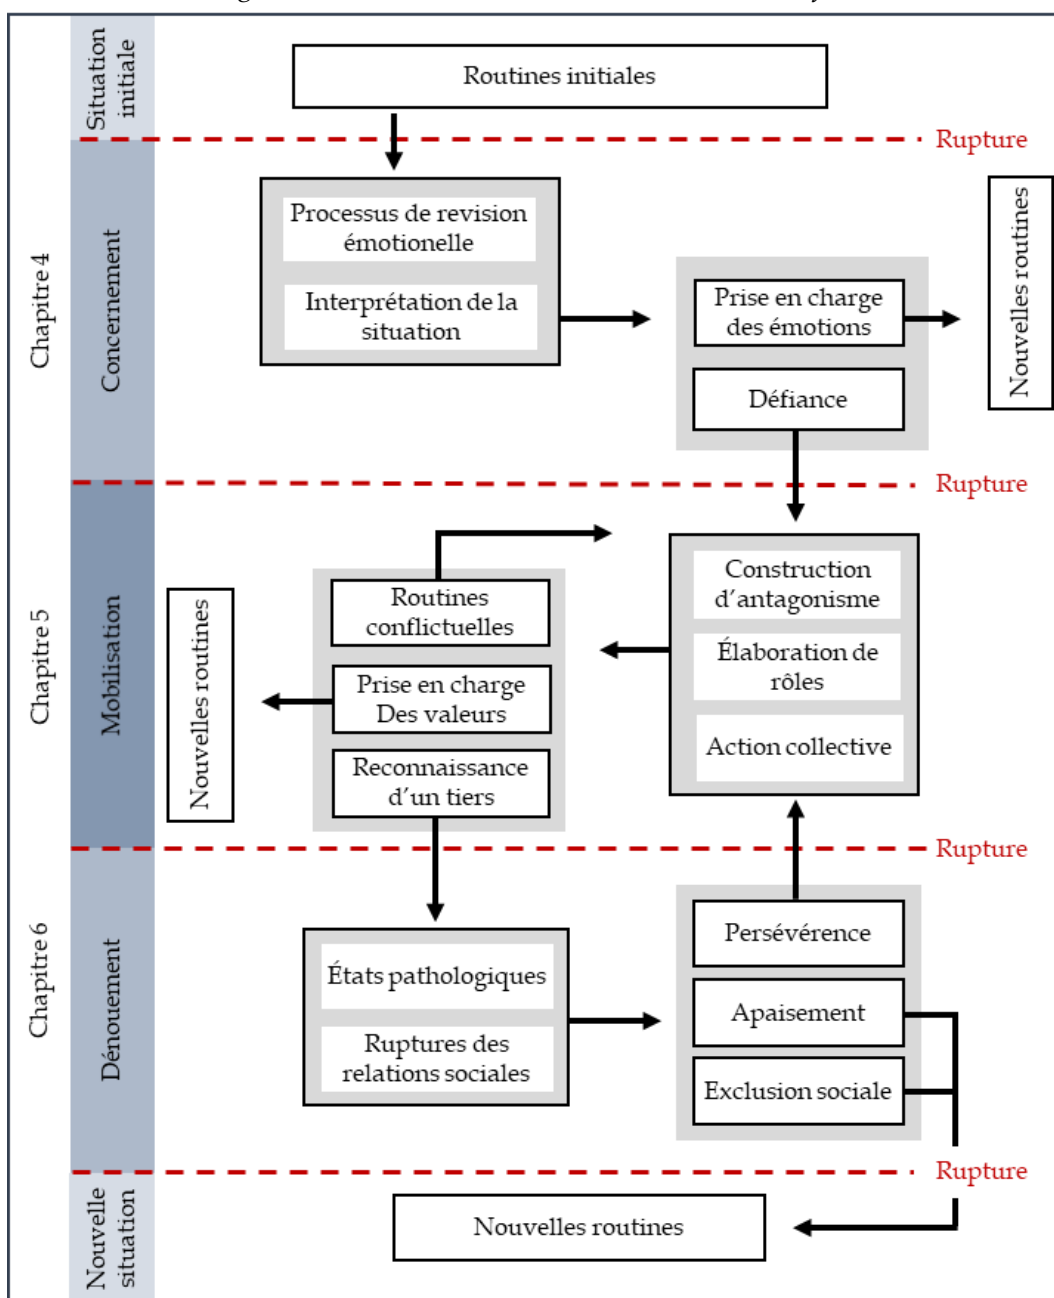 Situation
initiale
Routines initiales
Rupture
Chapitre 4
Concernement
Processus de revision
émotionelle
Interprétation de la
situation
Prise en charge
des émotions
Défiance
Nouvelles routines
Rupture
Chapitre 5
Mobilisation
Nouvelles routines
Routines
conflictuelles
Prise en charge
Des valeurs
Reconnaissance
d'un tiers
Construction
d'antagonisme
Élaboration de
rôles
Action collective
Rupture
Chapitre 6
Dénouement
États pathologiques
Ruptures des
relations sociales
Persévérence
Apaisement
Exclusion sociale
Rupture
Nouvelle
situation
Nouvelles routines